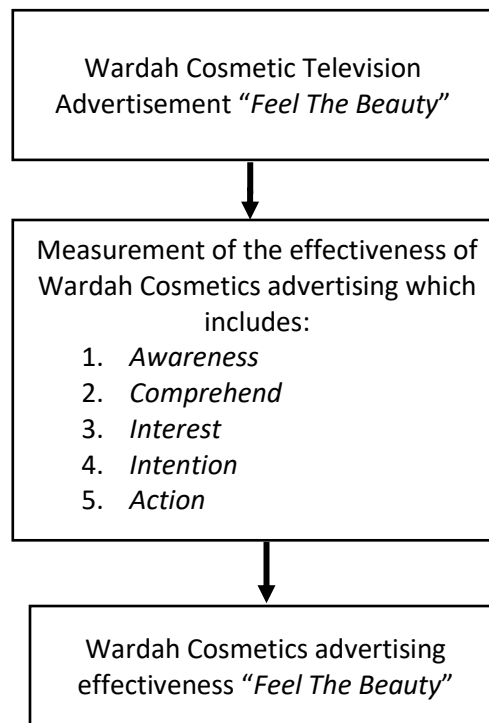 Wardah Cosmetic Television
Advertisement “Feel The Beauty”
Measurement of the effectiveness of
Wardah Cosmetics advertising which
includes:
1. Awareness
2. Comprehend
3. Interest
4. Intention
5. Action
Wardah Cosmetics advertising
effectiveness “Feel The Beauty”